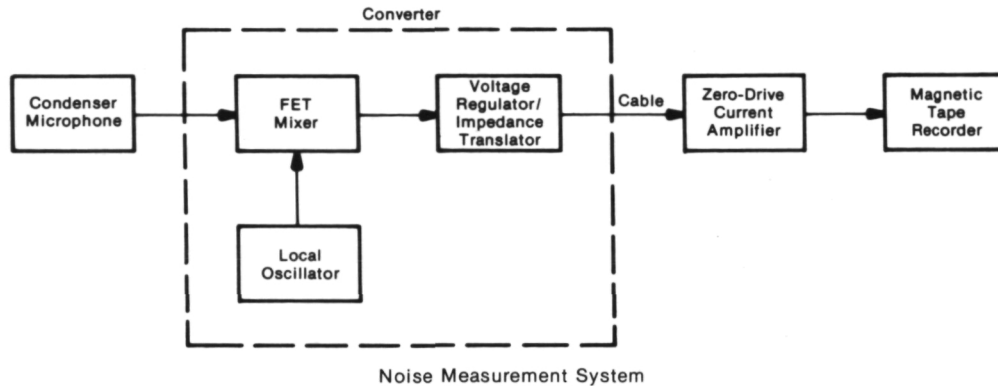 Converter
Condenser
Microphone
FET
Mixer
Voltage
Regulator/
Impedance
Translator
Cable
Zero-Drive
Current
Amplifier
Magnetic
Tape
Recorder
Local
Oscillator
Noise Measurement System